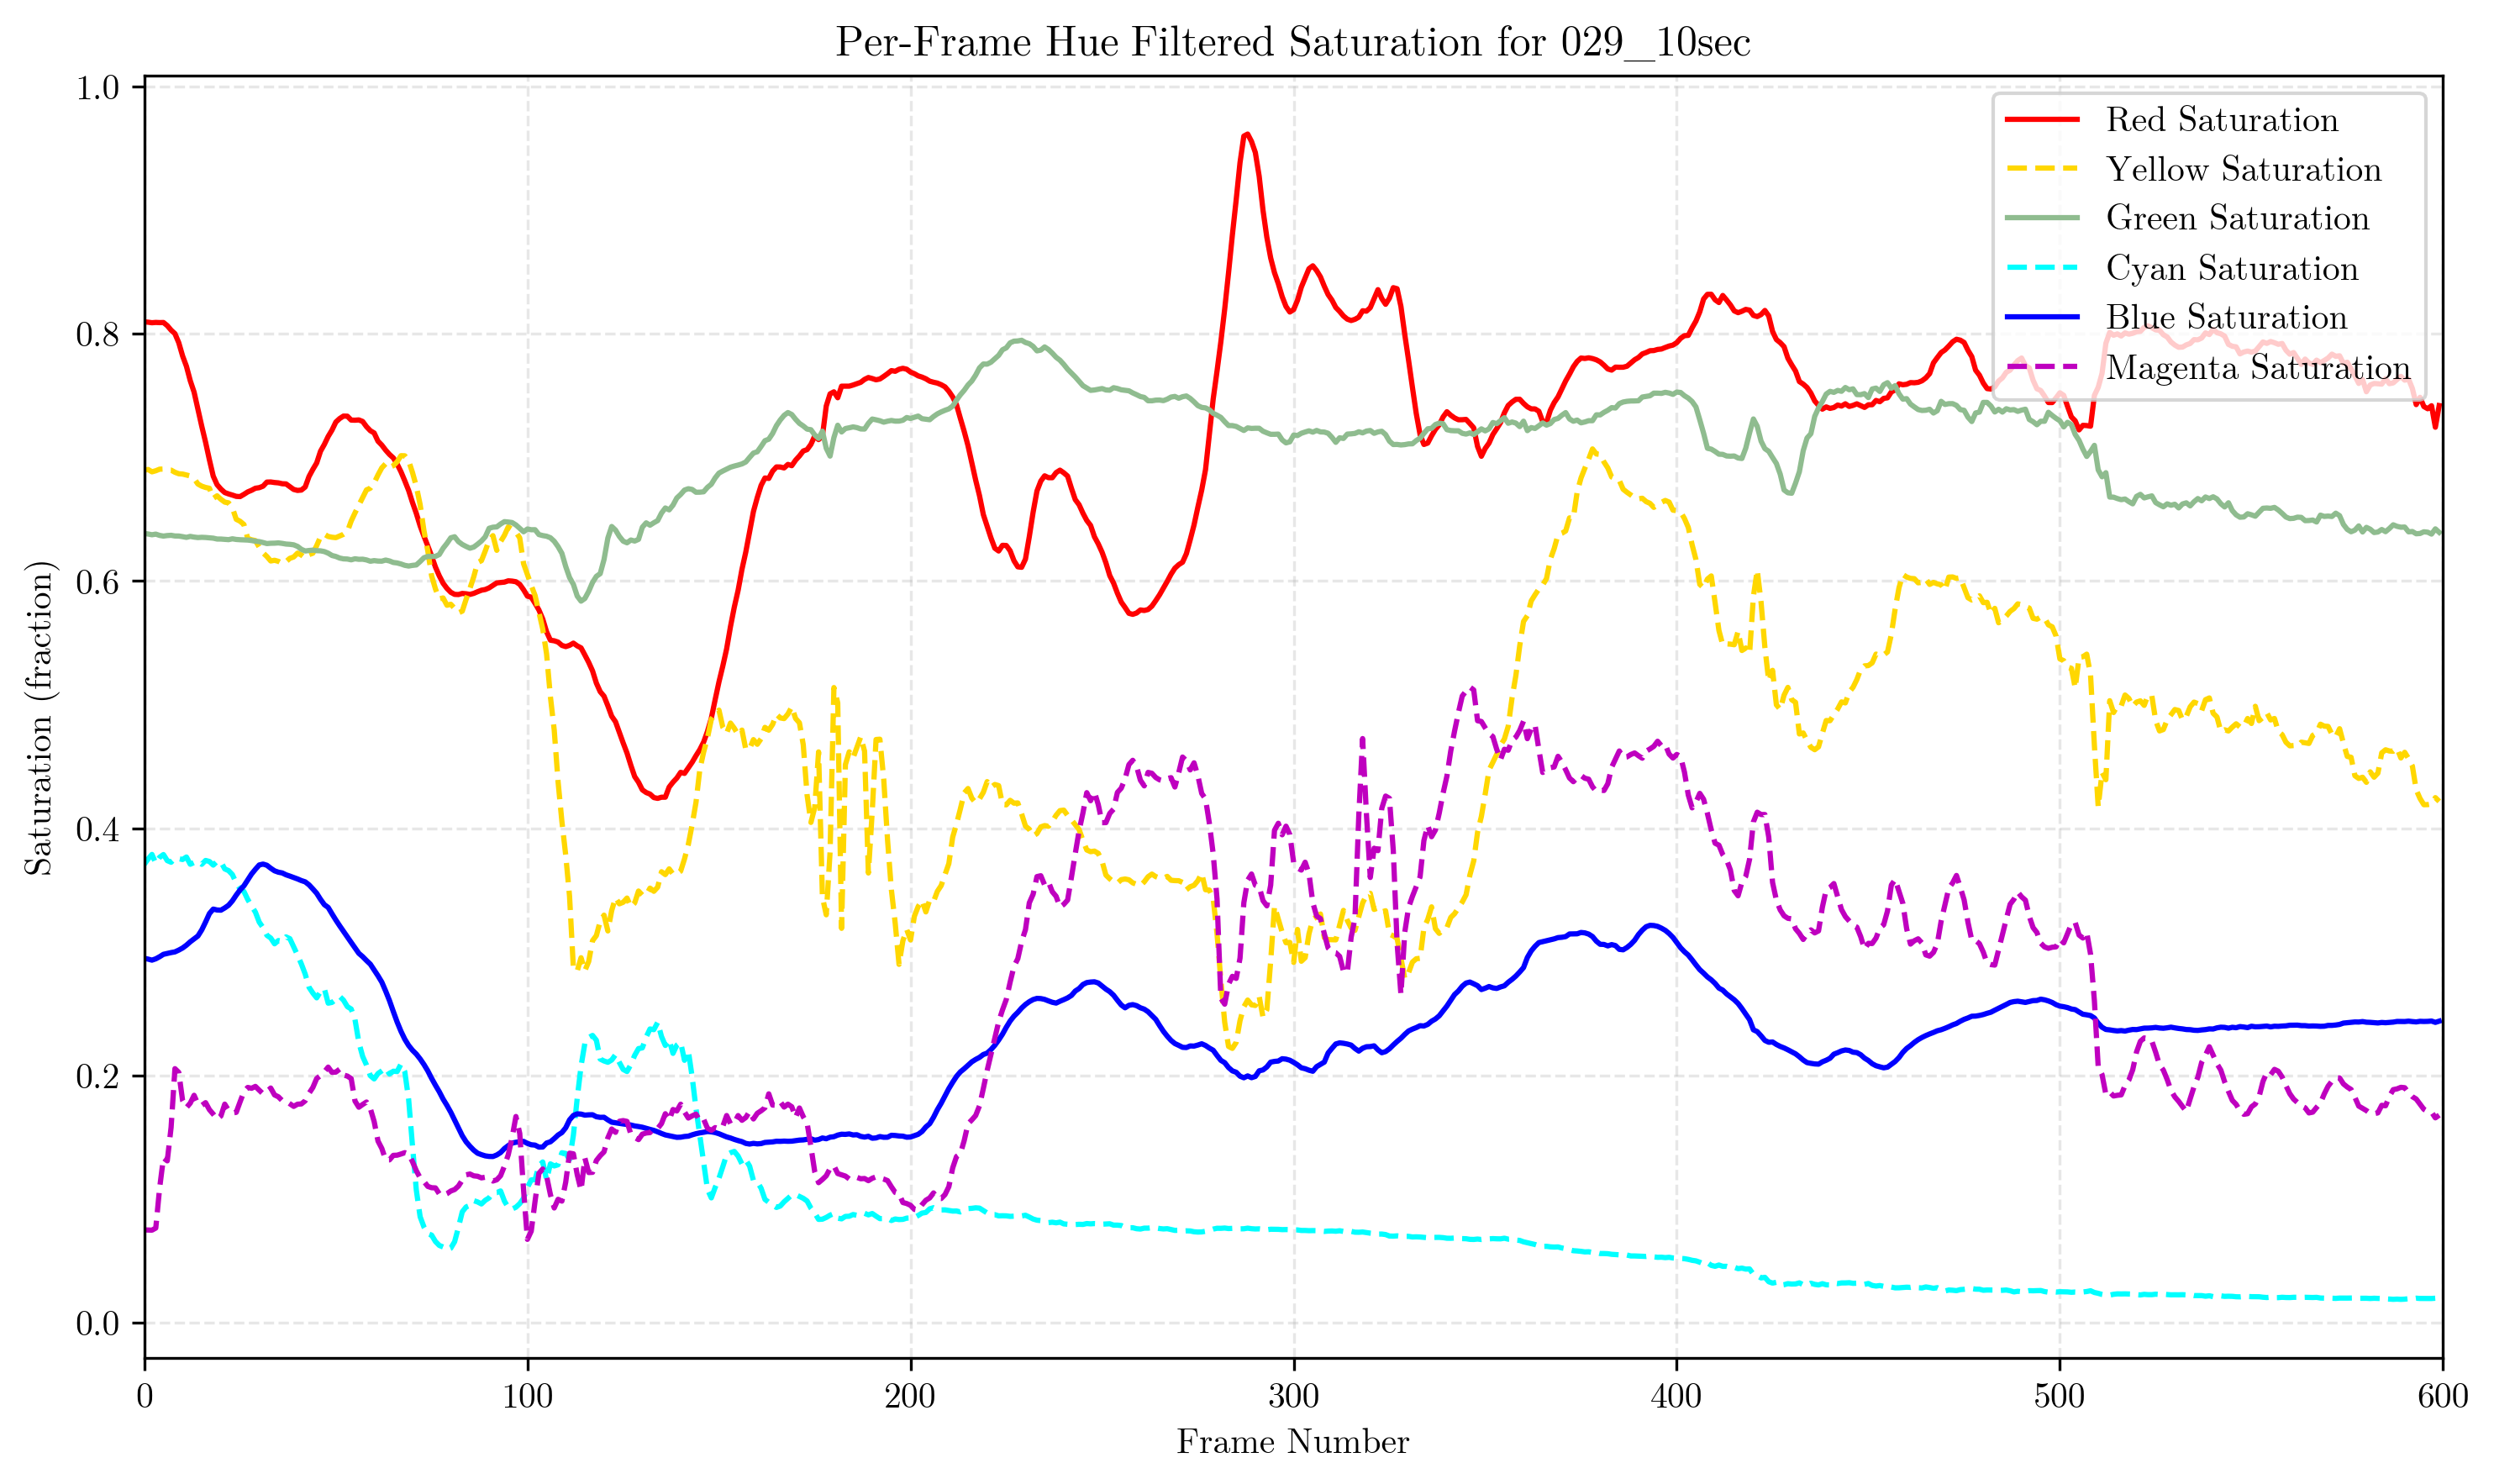 Per-Frame Hue Filtered Saturation for 029_10sec
Red Saturation
Yellow Saturation
Green Saturation
Cyan Saturation
Blue Saturation
Magenta Saturation
Saturation (fraction)
1.0
0.8
0.6
0.4
0.2
0.0
0 100 200 300 400 500 600
Frame Number